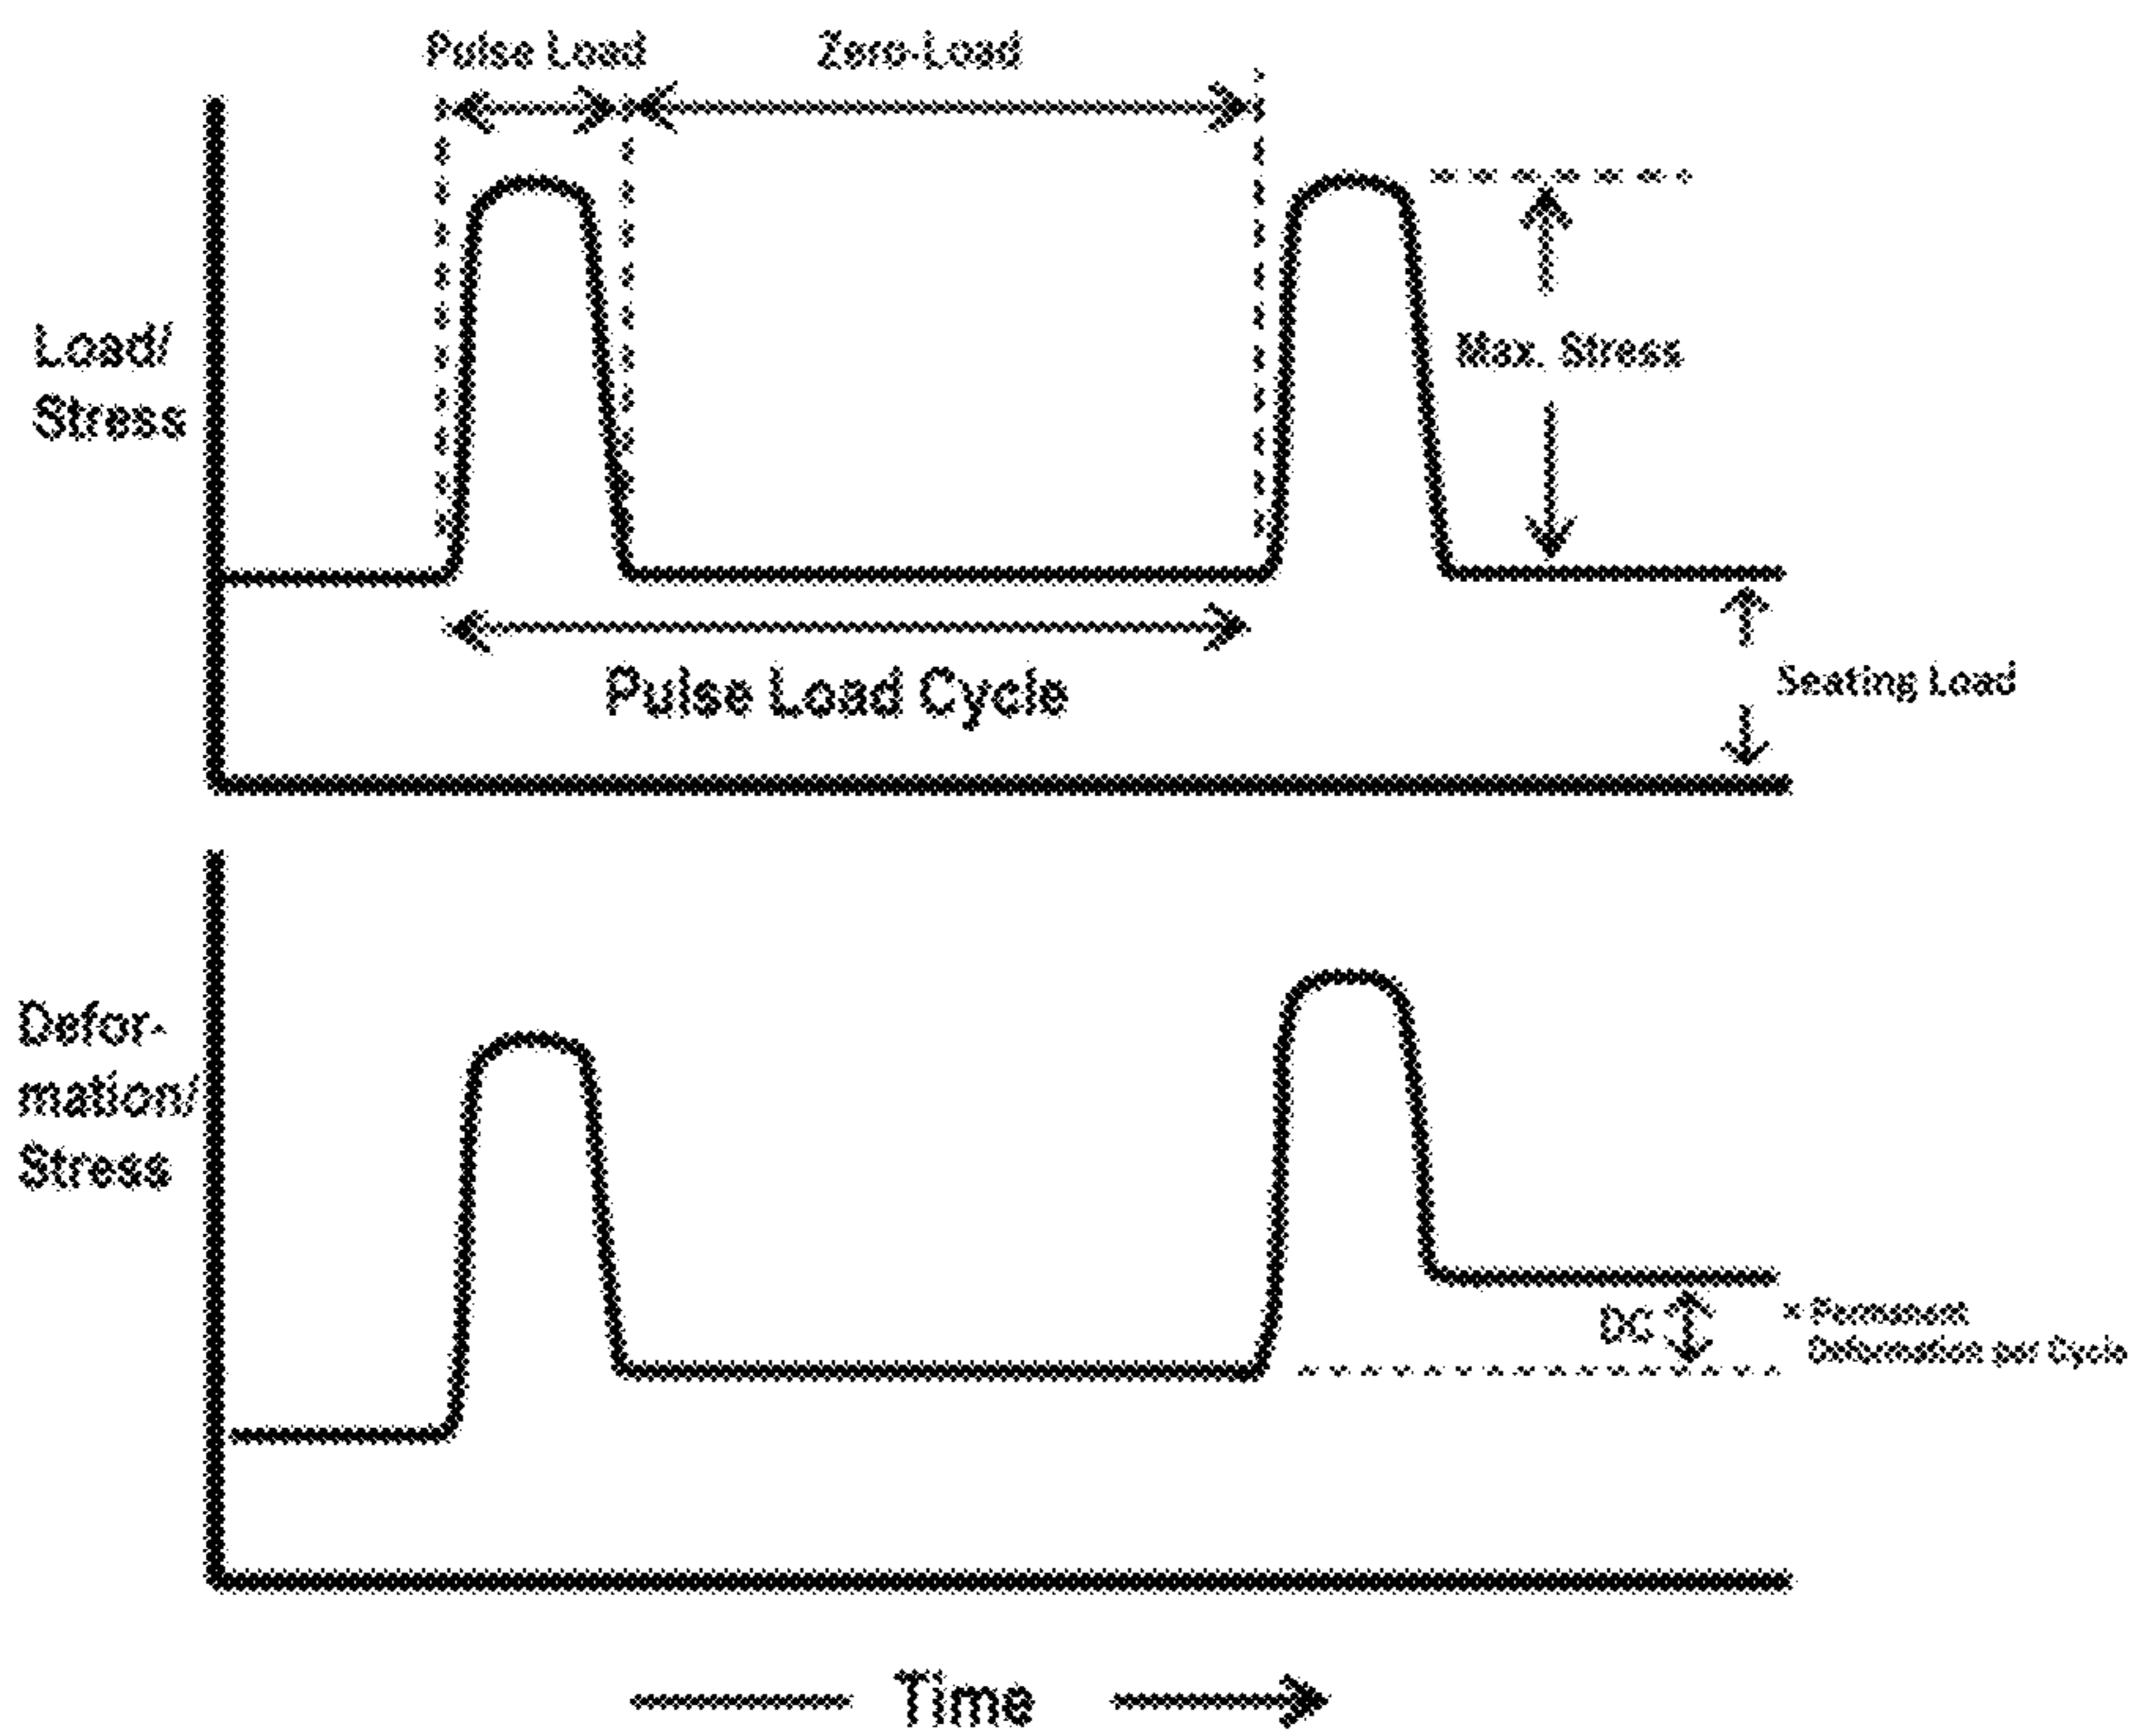 Pulse Load
Zero-Load
Load/
Stress
Max. Stress
Pulse Load Cycle
Seating Load
Defor-
mation/
Stress
DC
= Permanent
Deformation per Cycle
Time